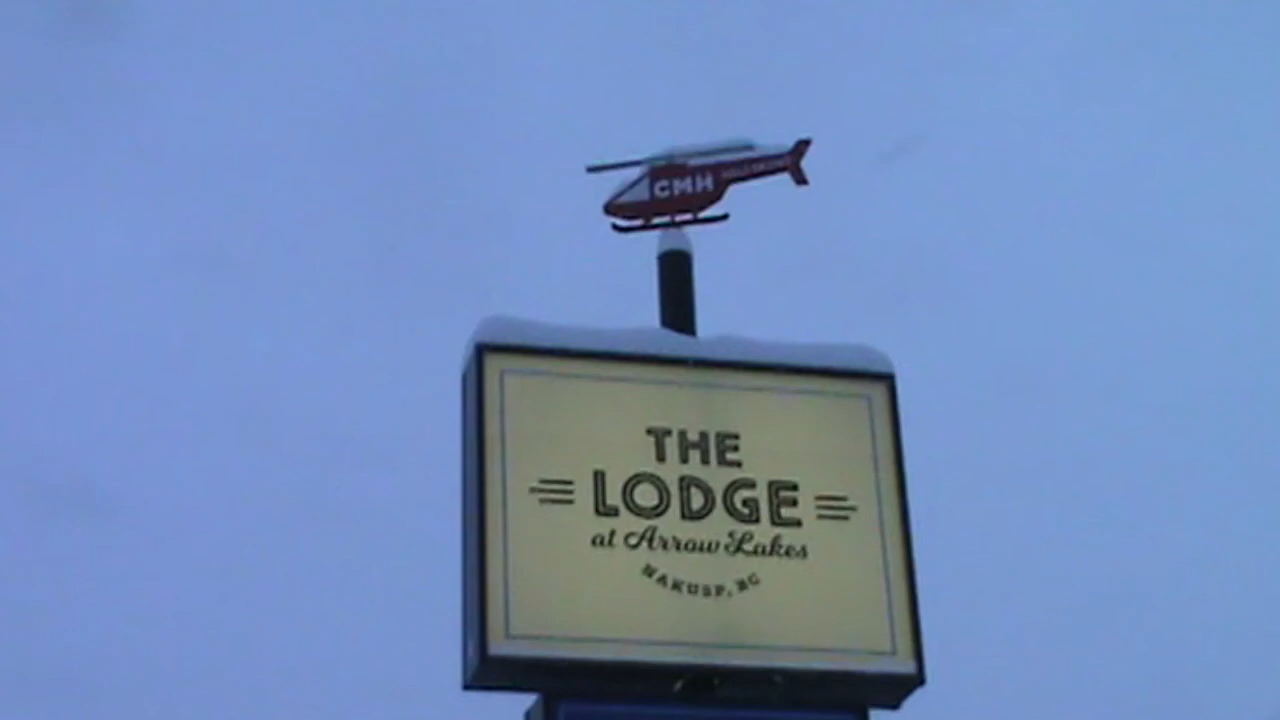 CMH
THE
LODGE
at Arrow Lakes
NAKUSP, BC